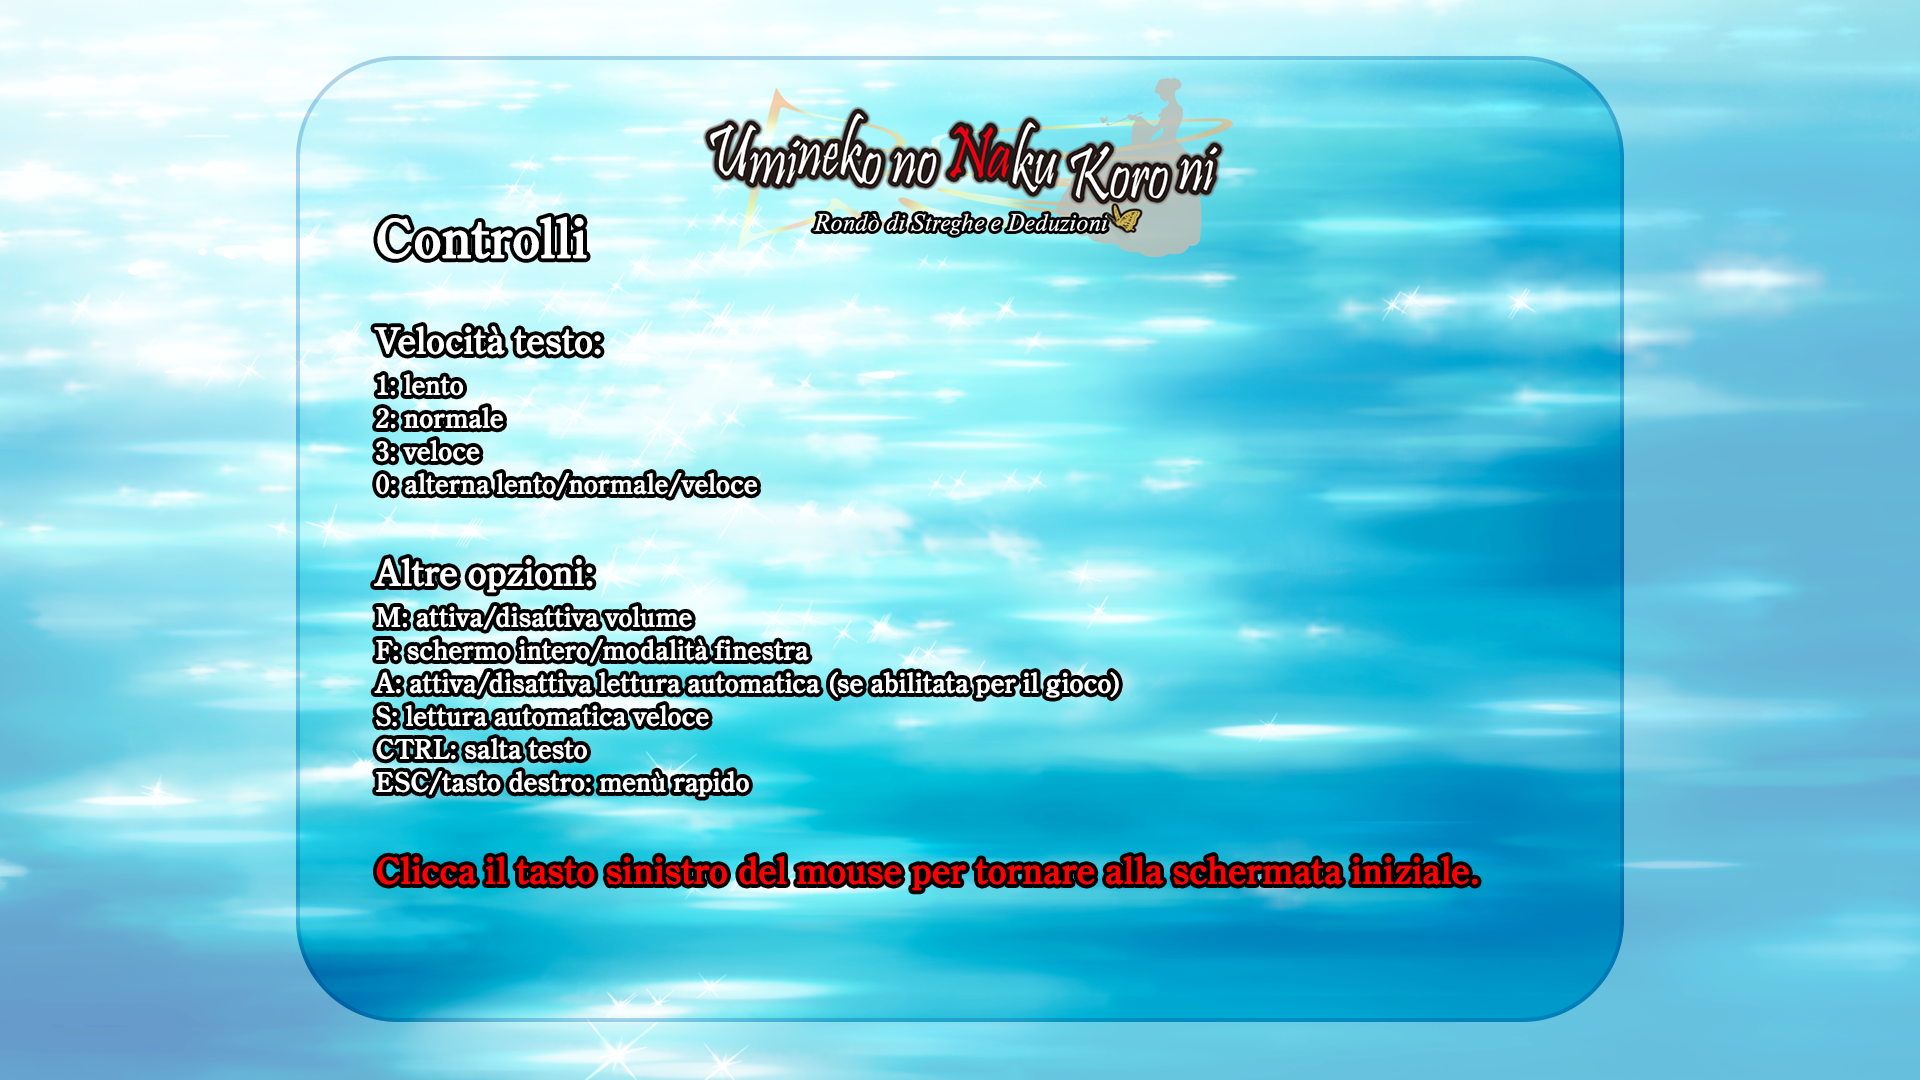 Umineko no Naku Koro ni
Rondò di Streghe e Deduzioni
Controlli
Velocità testo:
1: lento
2: normale
3: veloce
0: alterna lento/normale/veloce
Altre opzioni:
M: attiva/disattiva volume
F: schermo intero/modalità finestra
A: attiva/disattiva lettura automatica (se abilitata per il gioco)
S: lettura automatica veloce
CTRL: salta testo
ESC/tasto destro: menù rapido
Clicca il tasto sinistro del mouse per tornare alla schermata iniziale.